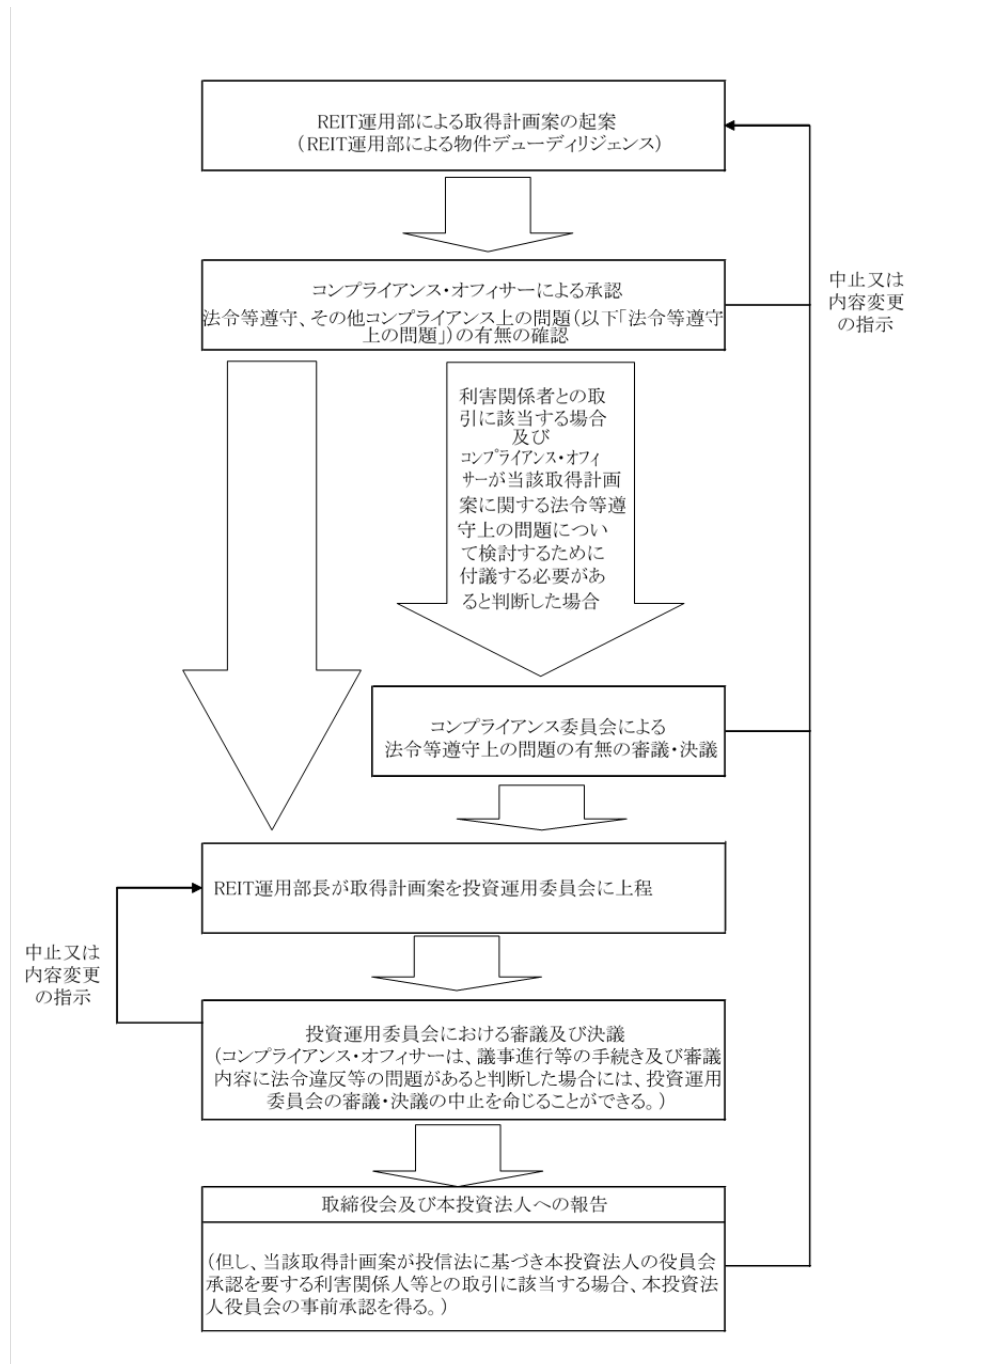 REIT運用部による取得計画案の起案
（REIT運用部による物件デューディリジェンス）
中止又は
内容変更
の指示
コンプライアンス・オフィサーによる承認
法令等遵守、その他コンプライアンス上の問題（以下「法令等遵守
上の問題」）の有無の確認
利害関係者との取
引に該当する場合
及び
コンプライアンス・オフィ
サーが当該取得計画
案に関する法令等遵
守上の問題につい
て検討するために
付議する必要があ
ると判断した場合
コンプライアンス委員会による
法令等遵守上の問題の有無の審議・決議
REIT運用部長が取得計画案を投資運用委員会に上程
中止又は
内容変更
の指示
投資運用委員会における審議及び決議
（コンプライアンス・オフィサーは、議事進行等の手続き及び審議
内容に法令違反等の問題があると判断した場合には、投資運用
委員会の審議・決議の中止を命じることができる。）
取締役会及び本投資法人への報告
（但し、当該取得計画案が投信法に基づき本投資法人の役員会
承認を要する利害関係人等との取引に該当する場合、本投資法
人役員会の事前承認を得る。）